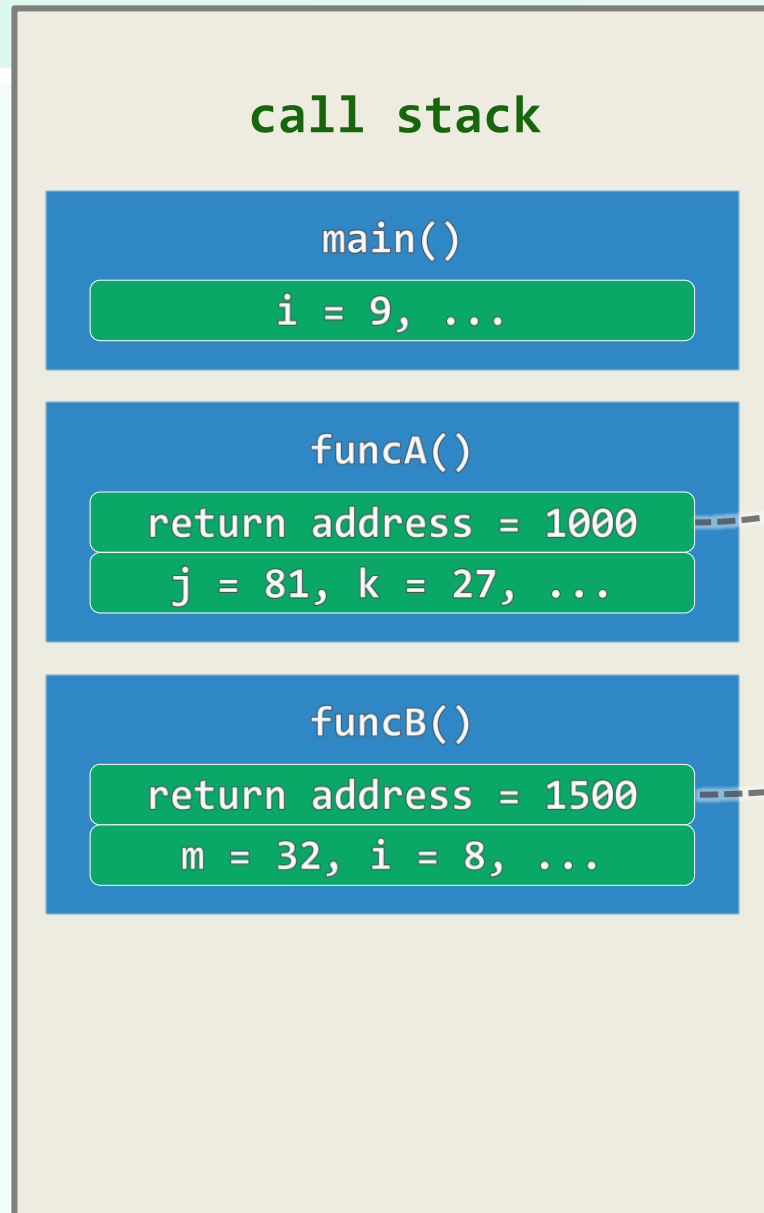 call stack
main()
i = 9, ...
funcA()
return address = 1000
j = 81, k = 27, ...
funcB()
return address = 1500
m = 32, i = 8, ...